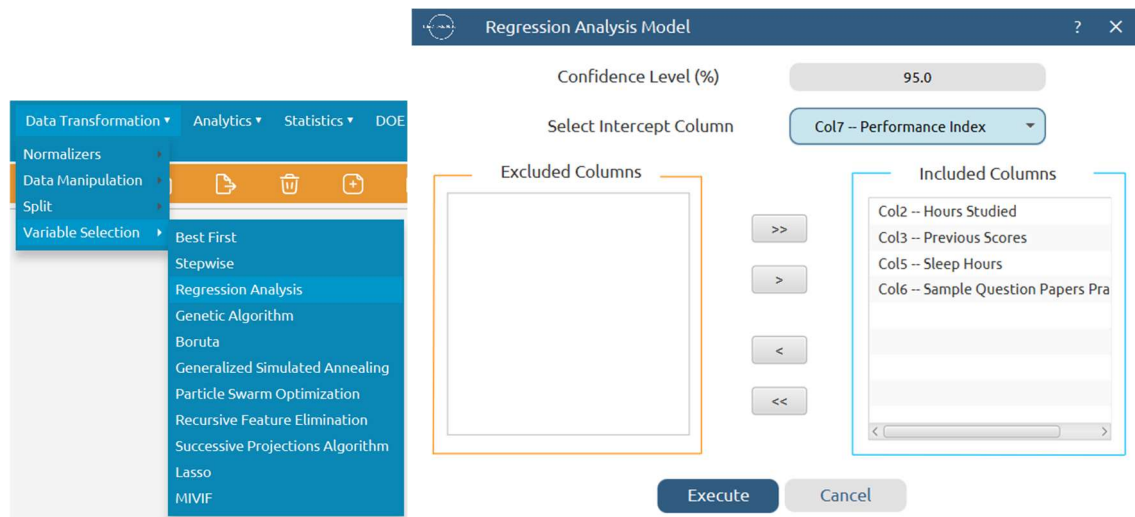 Data Transformation ▾ Analytics ▾ Statistics ▾ DOE
Normalizers
Data Manipulation
Split
Variable Selection
Best First
Stepwise
Regression Analysis
Genetic Algorithm
Boruta
Generalized Simulated Annealing
Particle Swarm Optimization
Recursive Feature Elimination
Successive Projections Algorithm
Lasso
MIVIF
Regression Analysis Model ? ✕
Confidence Level (%) 95.0
Select Intercept Column Col7 -- Performance Index
Excluded Columns
>>
>
<
<<
Included Columns
Col2 -- Hours Studied
Col3 -- Previous Scores
Col5 -- Sleep Hours
Col6 -- Sample Question Papers Pra
Execute Cancel